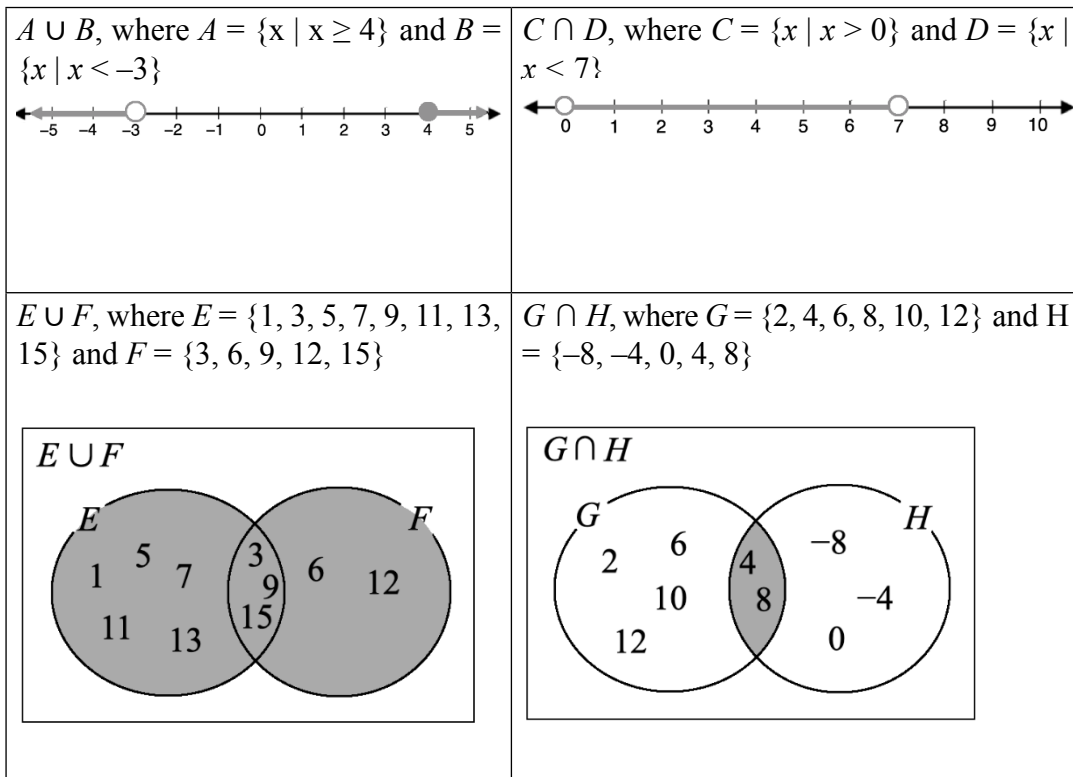 A ∪ B, where A = {x | x ≥ 4} and B =
{x | x < –3}
–5 –4 –3 –2 –1 0 1 2 3 4 5
C ∩ D, where C = {x | x > 0} and D = {x |
x < 7}
0 1 2 3 4 5 6 7 8 9 10
E ∪ F, where E = {1, 3, 5, 7, 9, 11, 13,
15} and F = {3, 6, 9, 12, 15}
E ∪ F
E F
5 3
1 7 9 6 12
11 13 15
G ∩ H, where G = {2, 4, 6, 8, 10, 12} and H
= {–8, –4, 0, 4, 8}
G ∩ H
G H
6 −8
2 4
10 8 −4
12 0